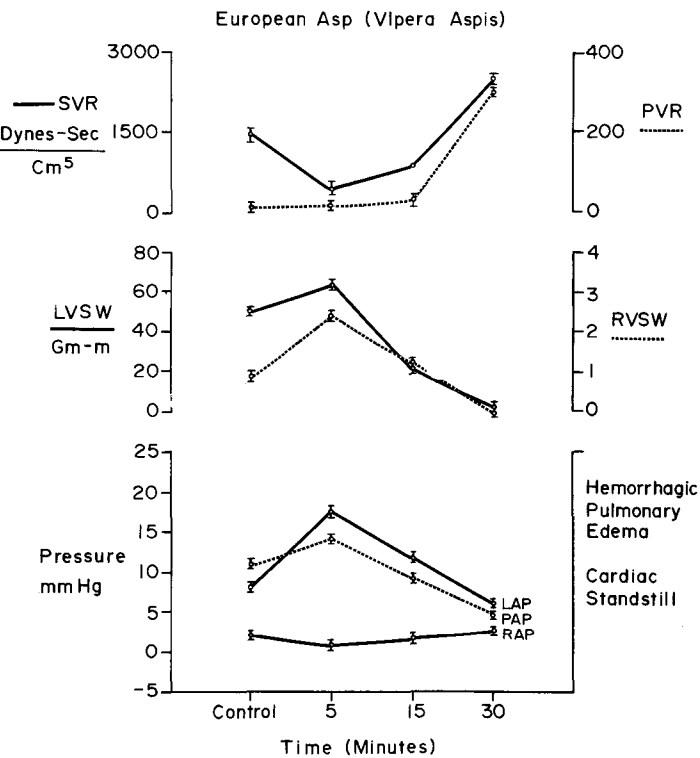 European Asp (VIpera Aspis)
3000
1500
0
SVR
Dynes-Sec
Cm5
400
200
0
PVR
80
60
40
20
0
LVSW
Gm-m
4
3
2
1
0
RVSW
25
20
15
10
5
0
-5
Pressure
mm Hg
LAP
PAP
RAP
Hemorrhagic
Pulmonary
Edema
Cardiac
Standstill
Control
5
15
30
Time (Minutes)